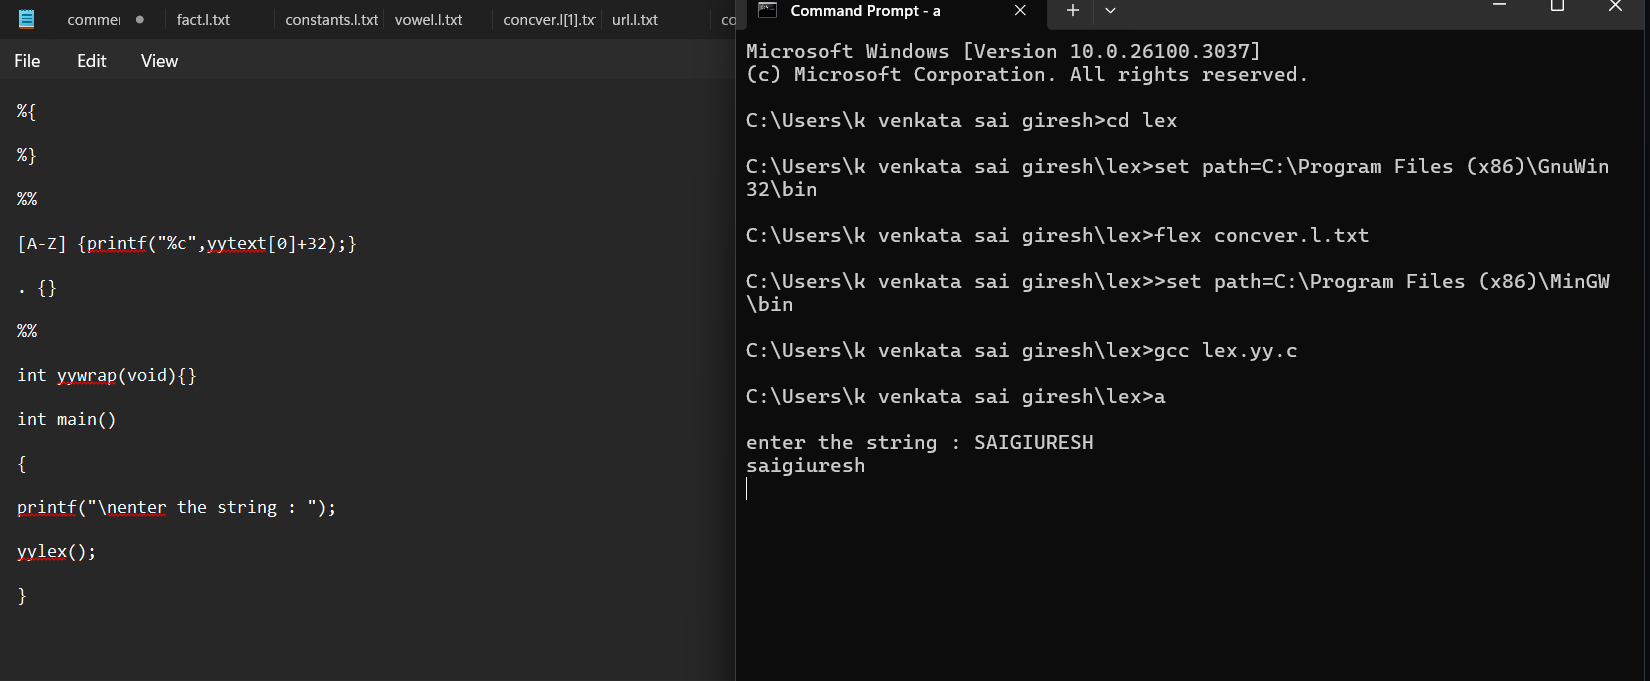 commer
fact.l.txt
constants.l.txt
vowel.l.txt
concver.l[1].tx
url.l.txt
co
File
Edit
View
%{
%}
%%
[A-Z] {printf("%c",yytext[0]+32);}
. {}
%%
int yywrap(void){}
int main()
{
printf("\nenter the string : ");
yylex();
}
Command Prompt - a
Microsoft Windows [Version 10.0.26100.3037]
(c) Microsoft Corporation. All rights reserved.
C:\Users\k venkata sai giresh>cd lex
C:\Users\k venkata sai giresh\lex>set path=C:\Program Files (x86)\GnuWin
32\bin
C:\Users\k venkata sai giresh\lex>flex concver.l.txt
C:\Users\k venkata sai giresh\lex>>set path=C:\Program Files (x86)\MinGW
\bin
C:\Users\k venkata sai giresh\lex>gcc lex.yy.c
C:\Users\k venkata sai giresh\lex>a
enter the string : SAIGIURESH
saigiuresh